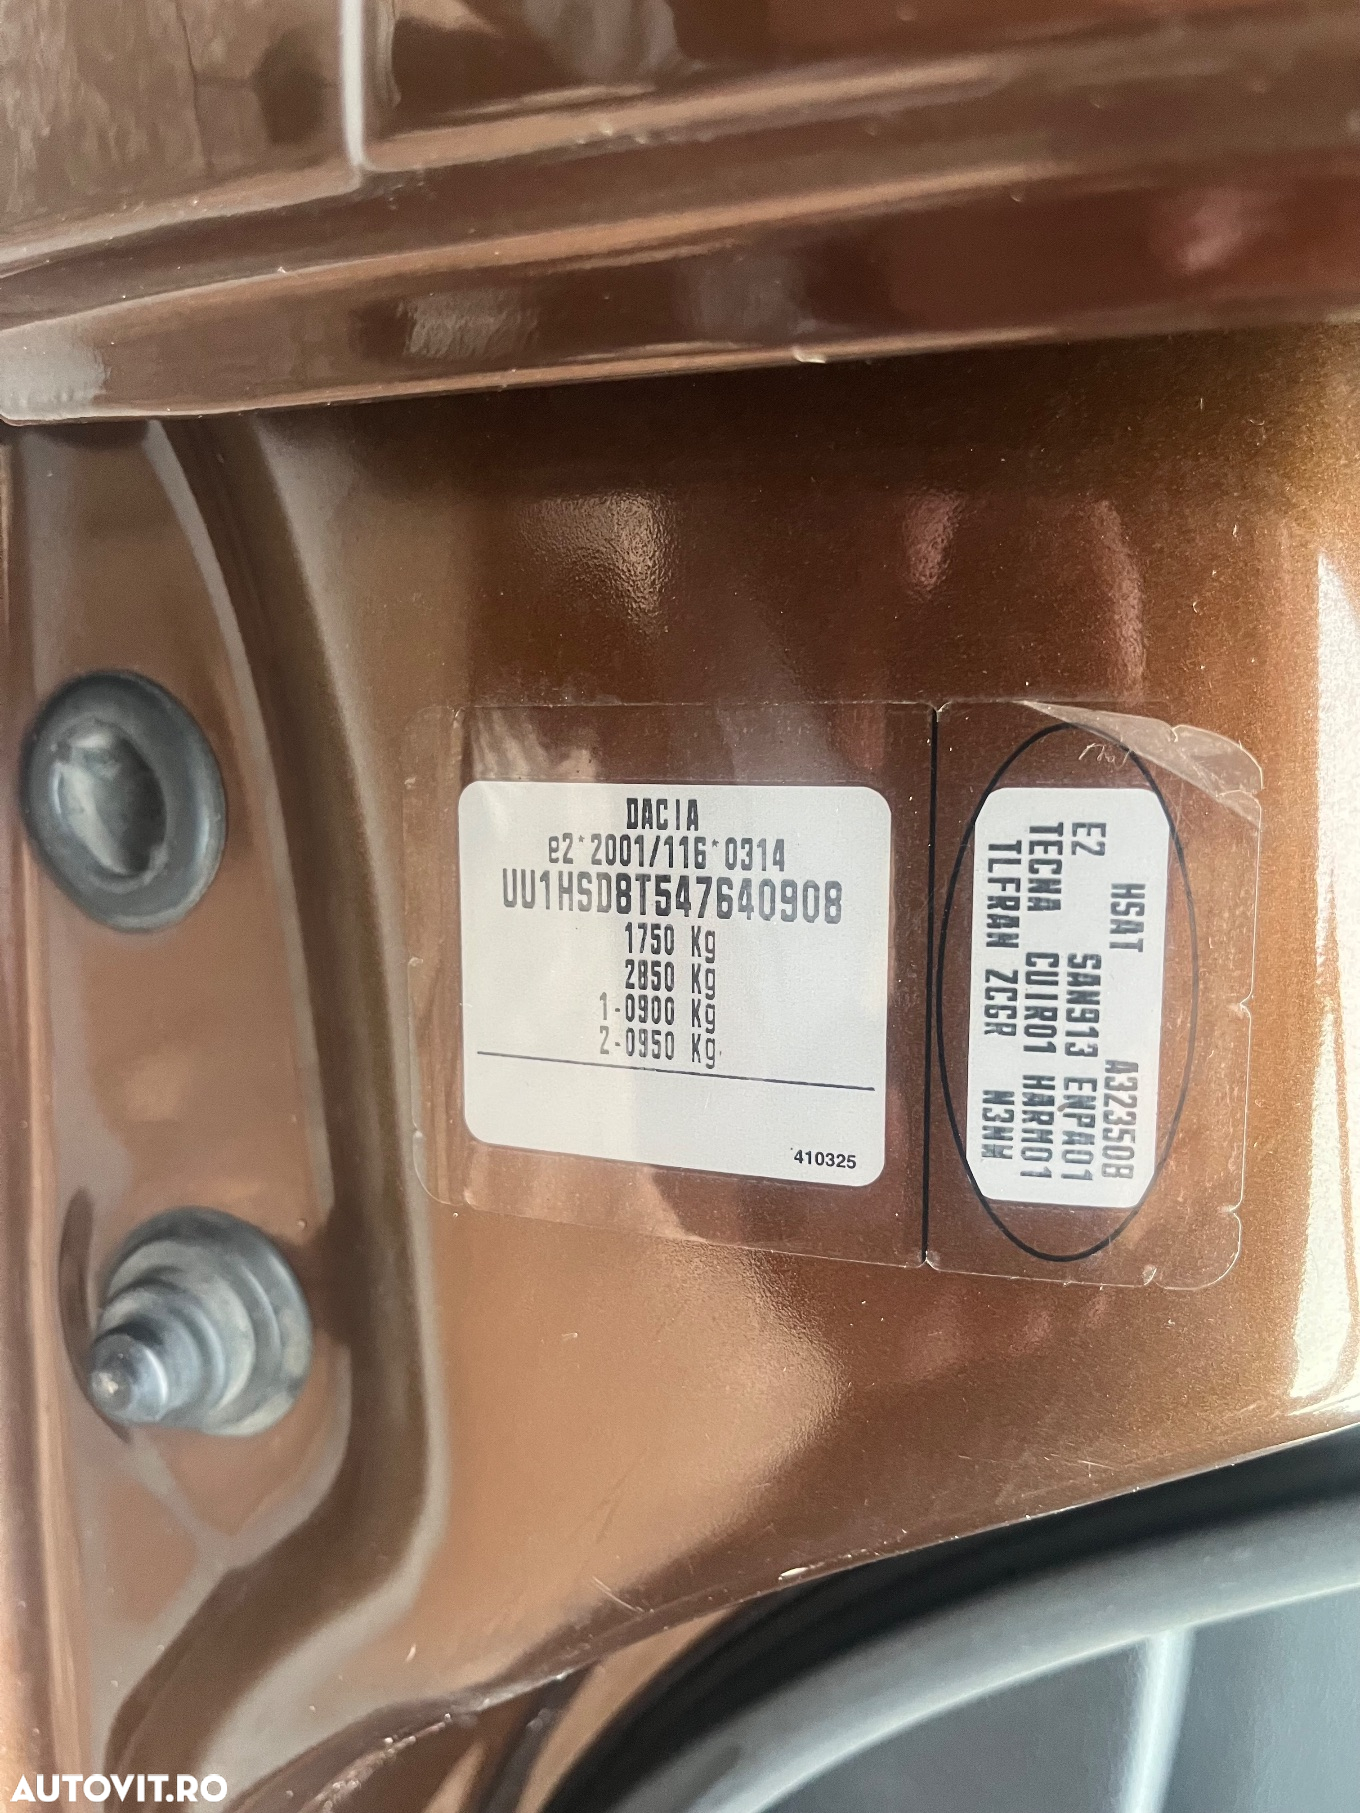 DACIA
e2*2001/116*0314
UU1HSD8T547640908
1750 Kg
2850 Kg
1-0900 Kg
2-0950 Kg
410325
HSAT A323508
E2 SAN913 ENPA01
TECNA CUIR01 HARM01
TLFRAN ZCGR N3NM
AUTOVIT.RO